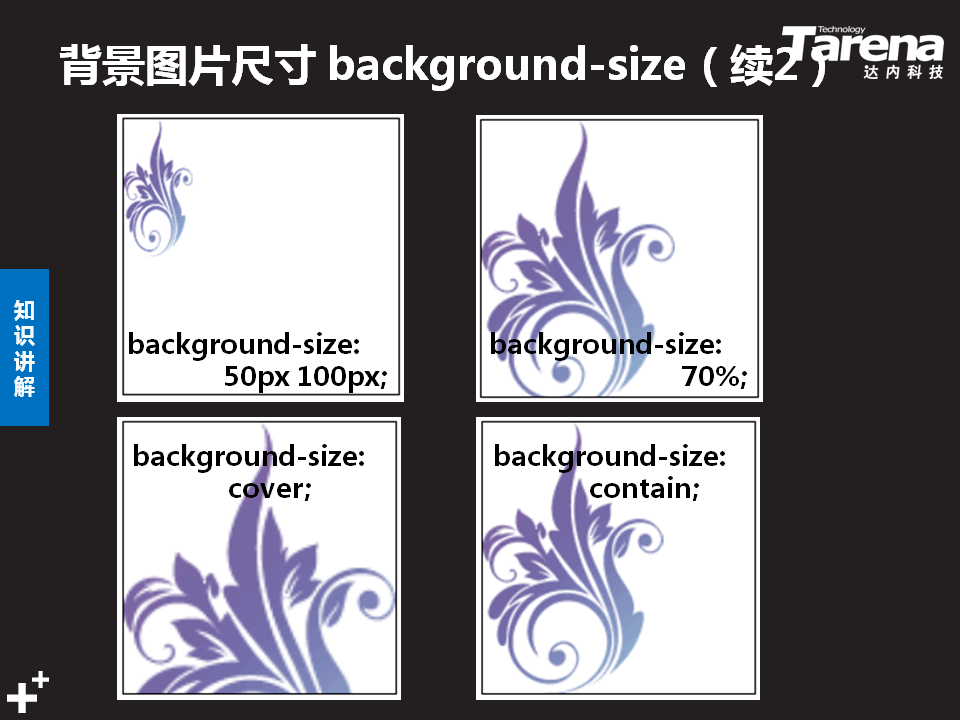 背景图片尺寸 background-size（续2）
Technology
Tarena
达内科技
知识讲解
background-size:
50px 100px;
background-size:
70%;
background-size:
cover;
background-size:
contain;